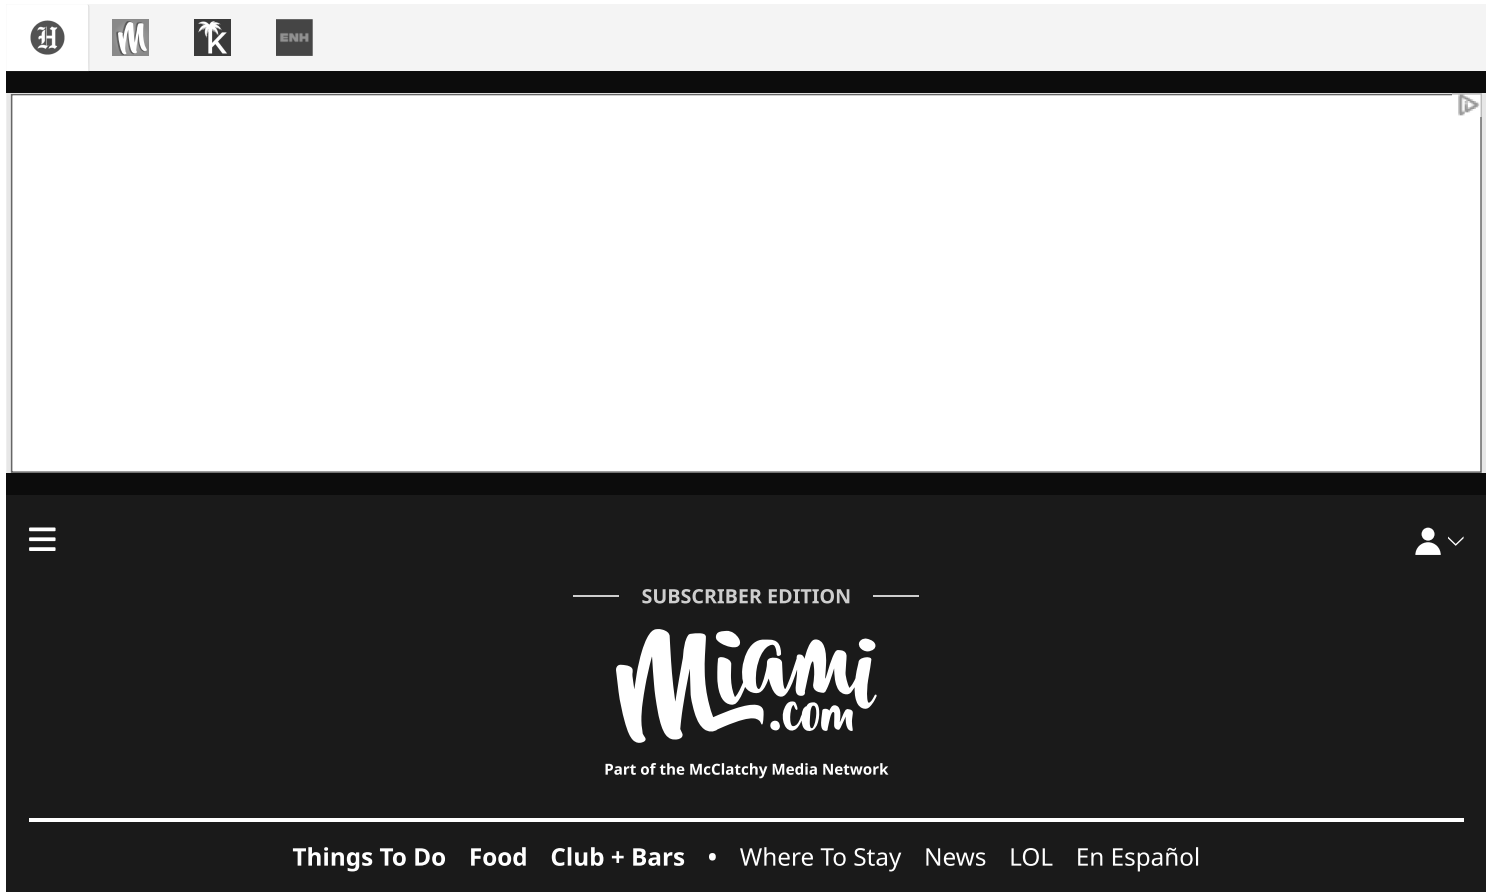 H M k ENH
SUBSCRIBER EDITION
Miami
.com
Part of the McClatchy Media Network
Things To Do Food Club + Bars • Where To Stay News LOL En Español